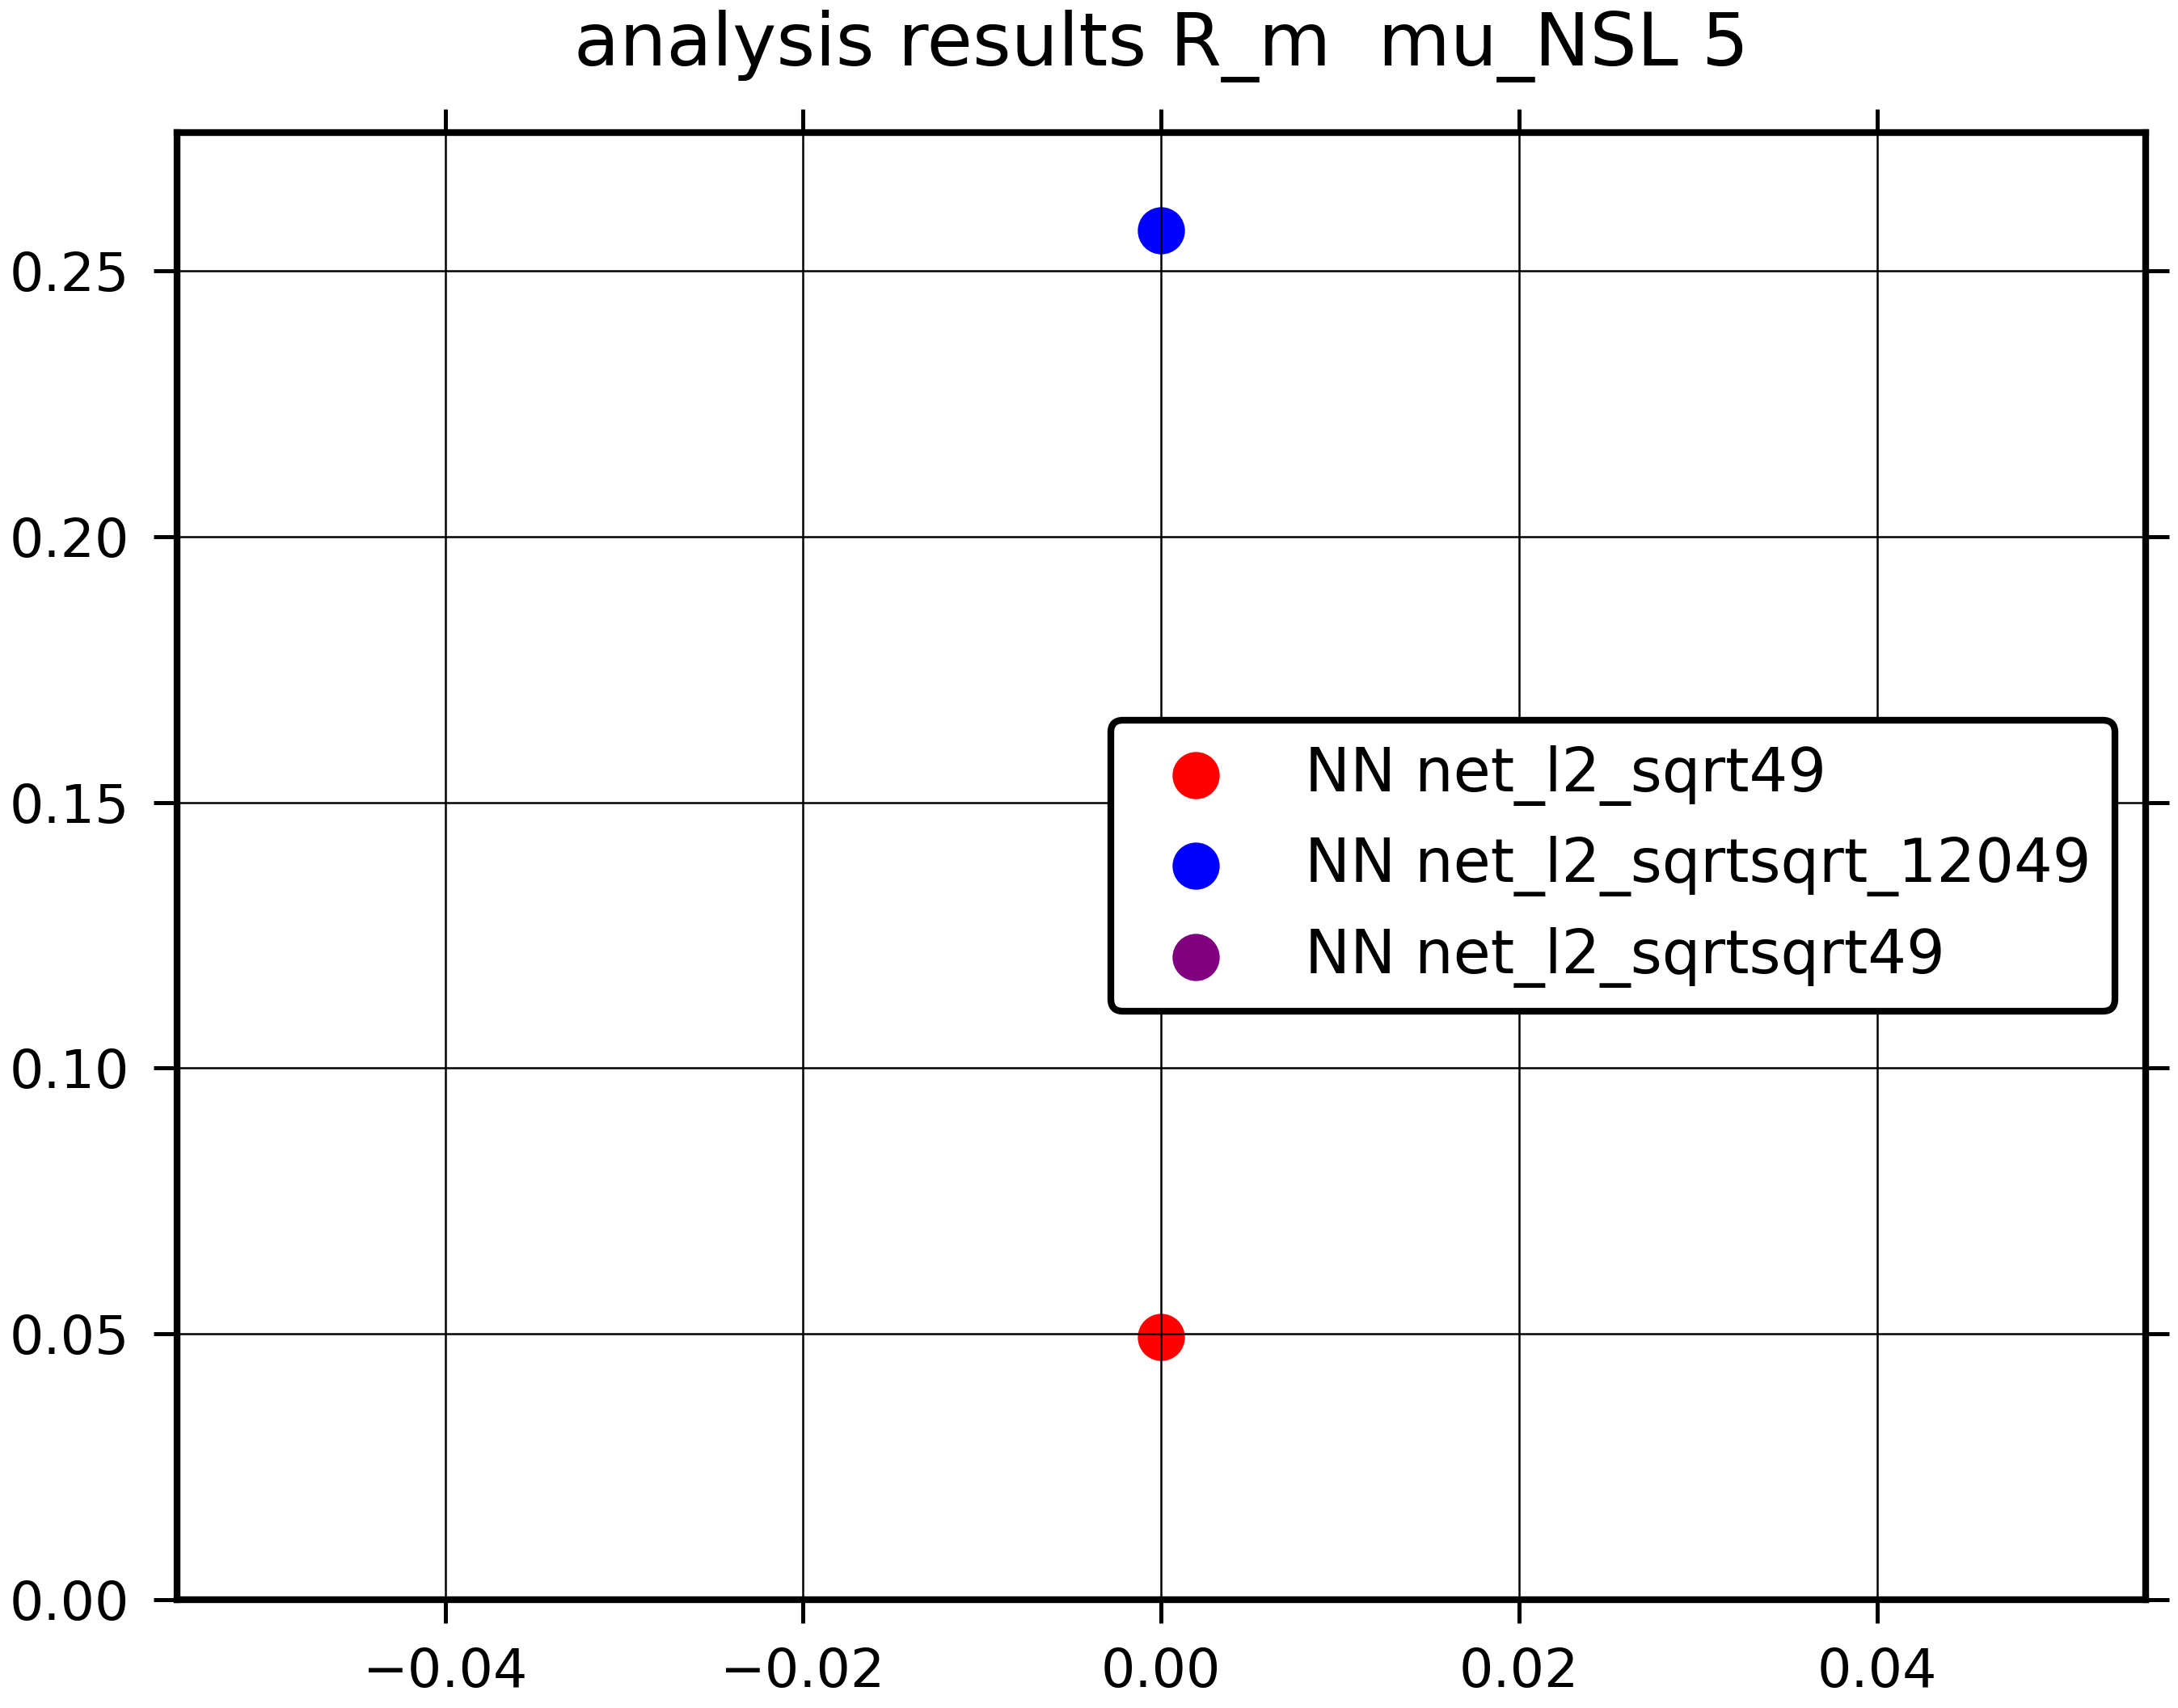 analysis results R_m  mu_NSL 5
0.25
0.20
0.15
0.10
0.05
0.00
NN net_l2_sqrt49
NN net_l2_sqrtsqrt_12049
NN net_l2_sqrtsqrt49
−0.04
−0.02
0.00
0.02
0.04